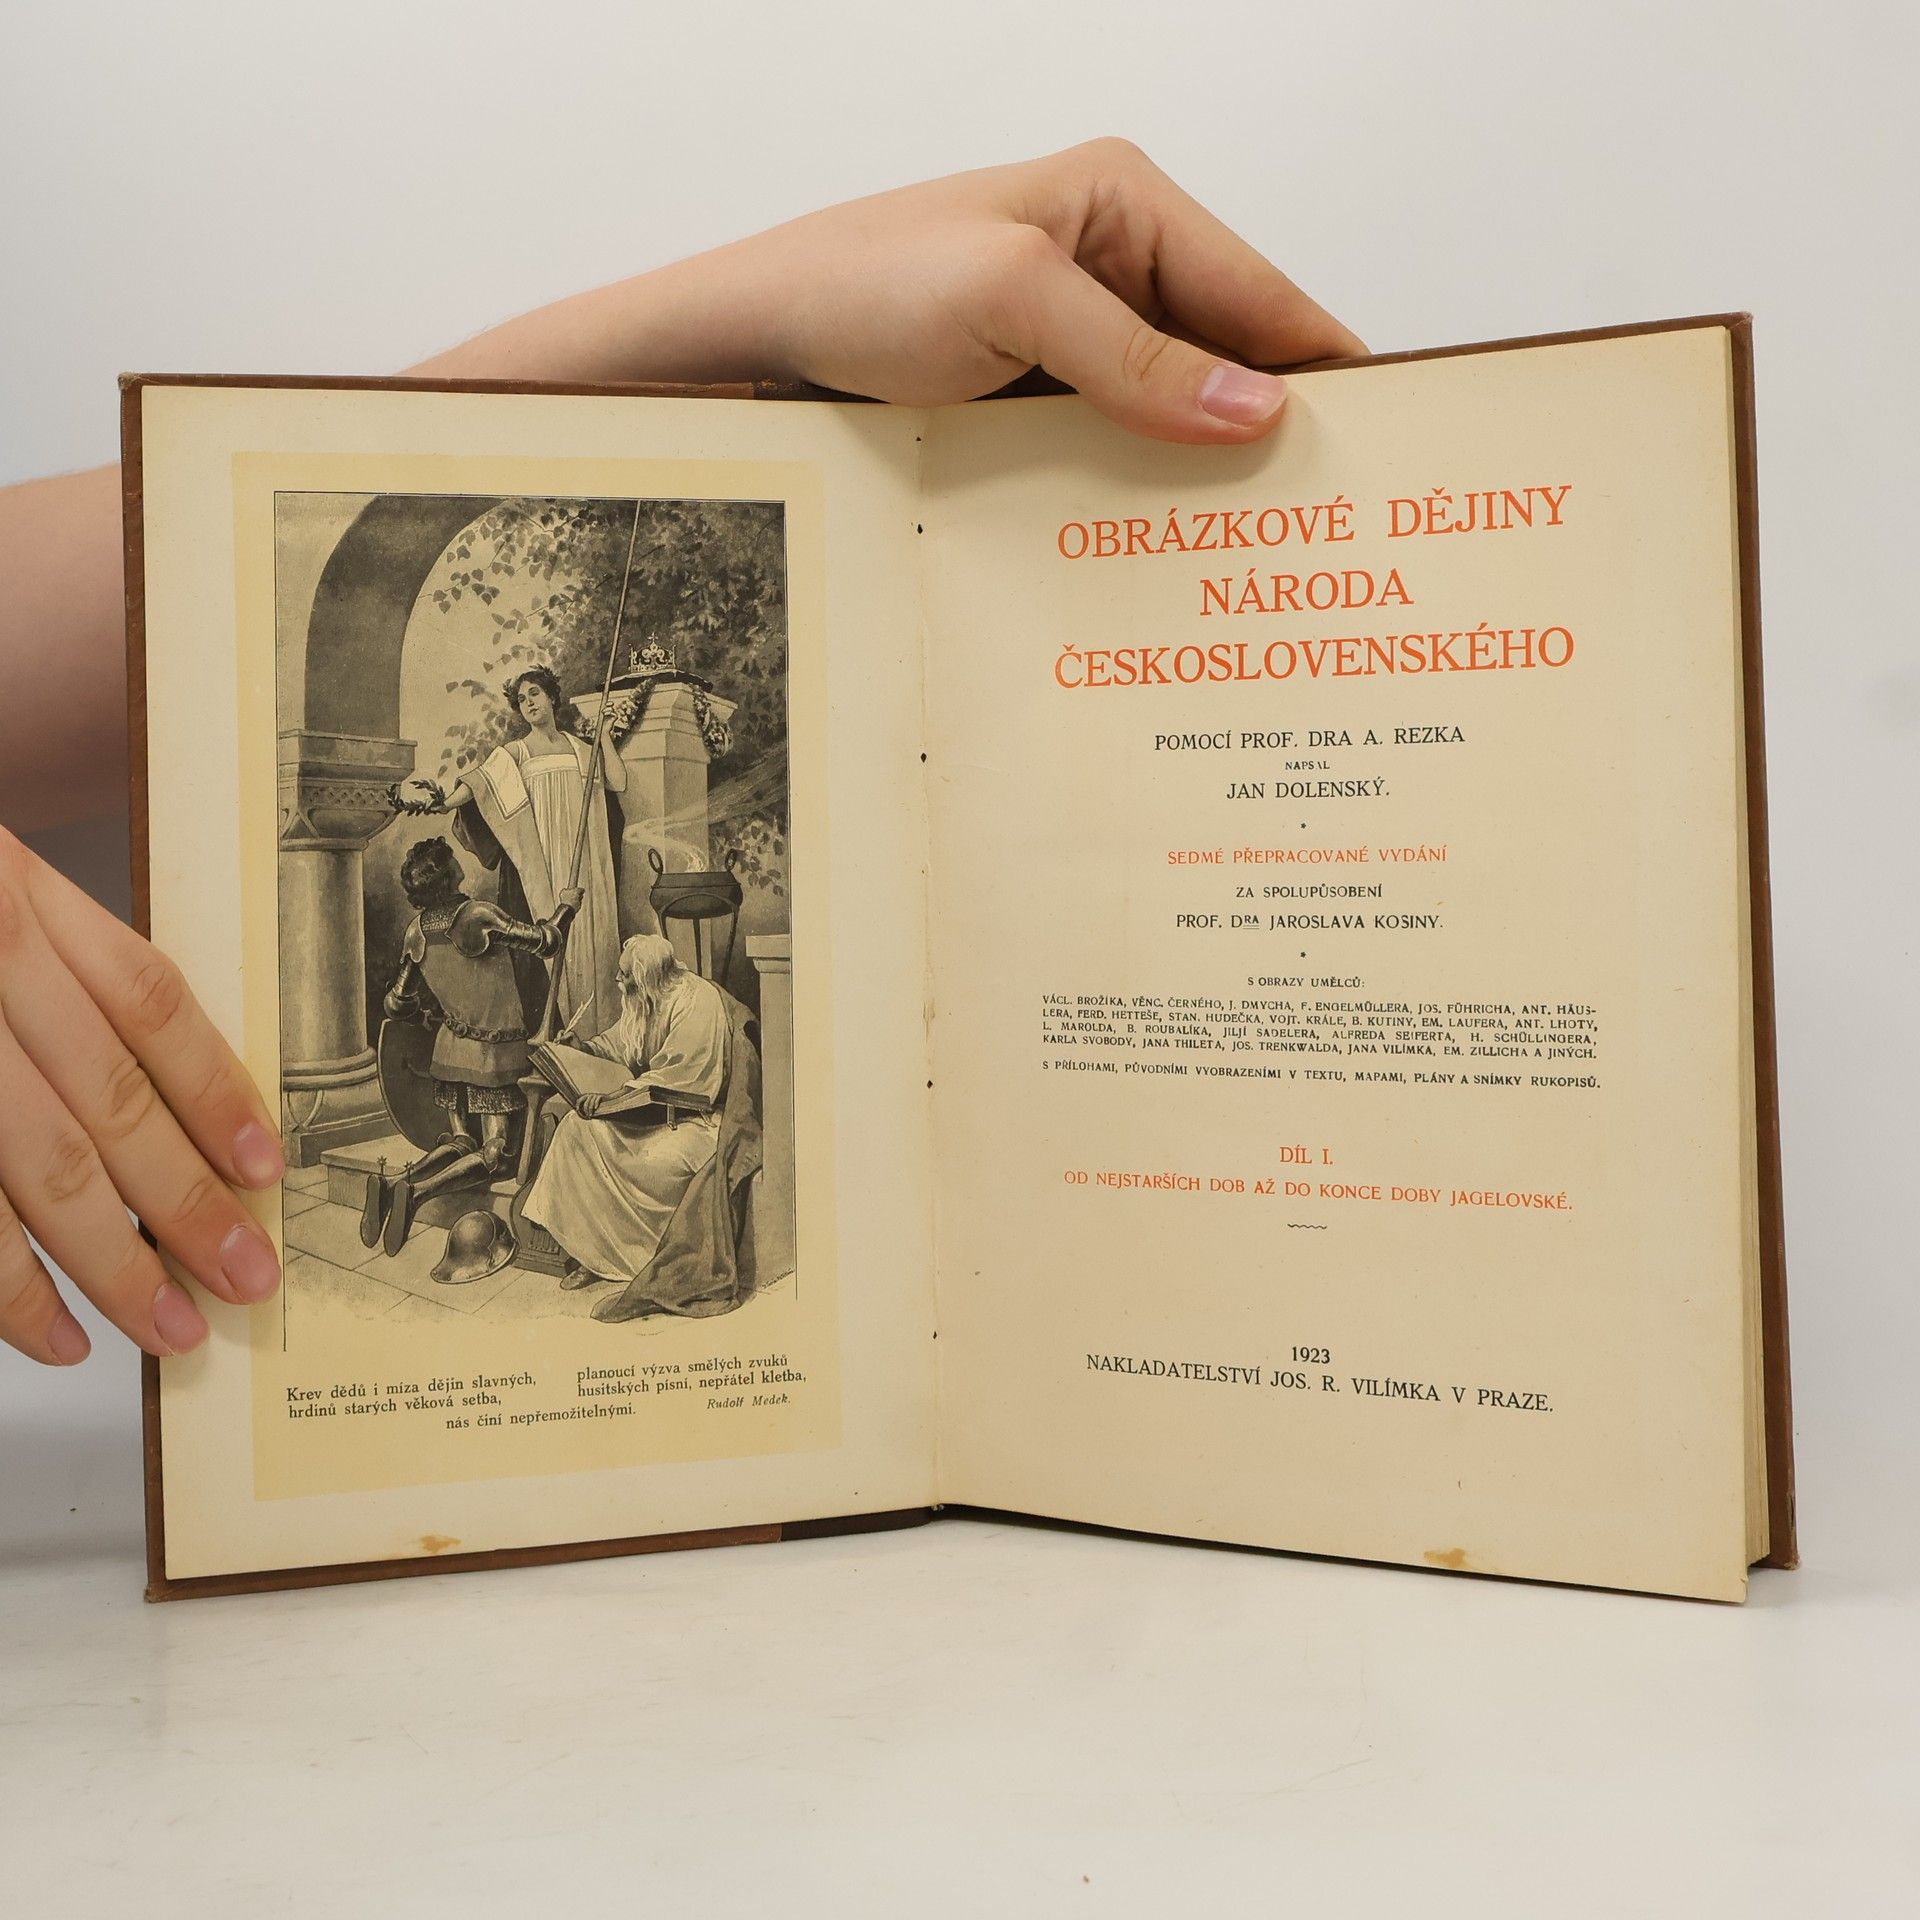 Krev dědů i míza dějin slavných,
hrdinů starých věková setba,
planoucí výzva smělých zvuků
husitských písní, nepřátel kletba,
nás činí nepřemožitelnými.
Rudolf Medek.
OBRÁZKOVÉ DĚJINY
NÁRODA
ČESKOSLOVENSKÉHO
POMOCÍ PROF. DRA A. REZKA
NAPSAL
JAN DOLENSKÝ.
*
SEDMÉ PŘEPRACOVANÉ VYDÁNÍ
ZA SPOLUPŮSOBENÍ
PROF. DRA JAROSLAVA KOSINY.
*
S OBRAZY UMĚLCŮ:
VÁCL. BROŽÍKA, VĚNC. ČERNÉHO, J. DMYCHA, F. ENGELMÜLLERA, JOS. FÜHRICHA, ANT. HÄUS-
LERA, FERD. HETTEŠE, STAN. HUDEČKA, VOJT. KRÁLE, B. KUTINY, EM. LAUFERA, ANT. LHOTY,
L. MAROLDA, B. ROUBALÍKA, JILJÍ SADELERA, ALFREDA SEIFERTA, H. SCHÜLLINGERA,
KARLA SVOBODY, JANA THILETA, JOS. TRENKWALDA, JANA VILÍMKA, EM. ZILLICHA A JINÝCH.
S PŘÍLOHAMI, PŮVODNÍMI VYOBRAZENÍMI V TEXTU, MAPAMI, PLÁNY A SNÍMKY RUKOPISŮ.
DÍL I.
OD NEJSTARŠÍCH DOB AŽ DO KONCE DOBY JAGELOVSKÉ.
1923
NAKLADATELSTVÍ JOS. R. VILÍMKA V PRAZE.